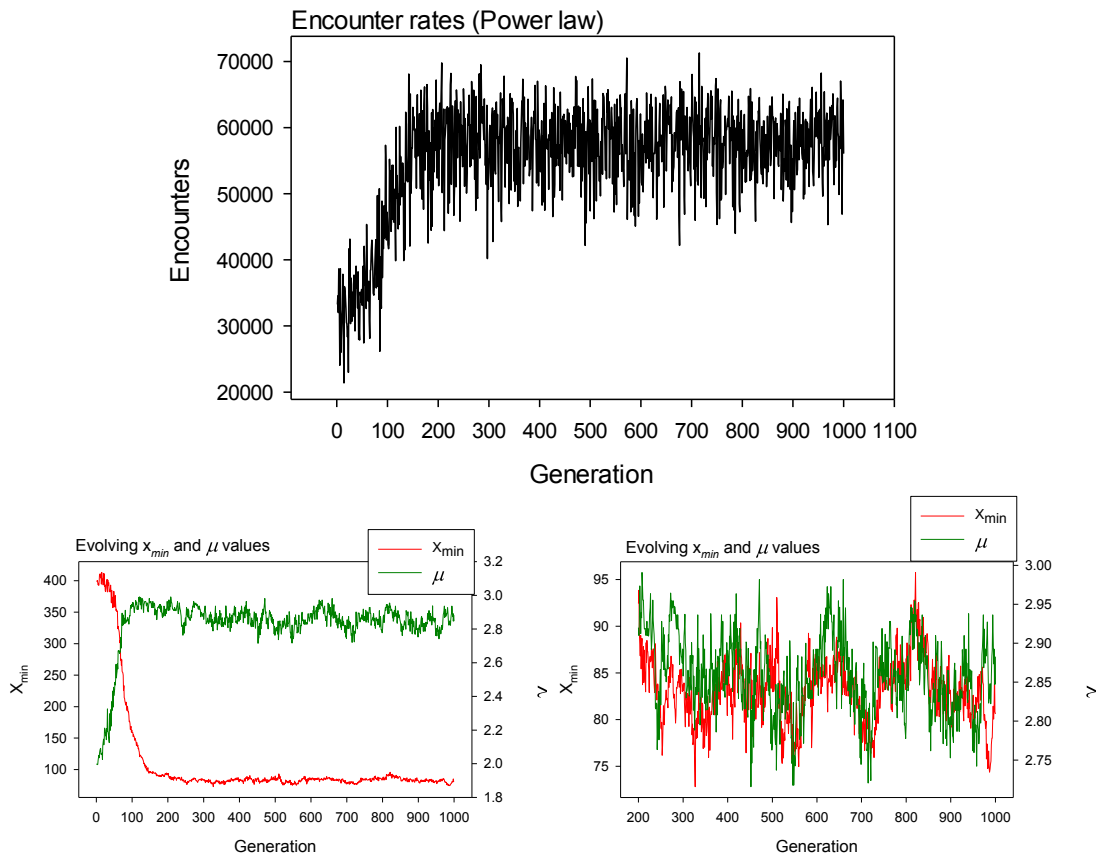 Encounter rates (Power law)
70000
60000
50000
40000
30000
20000
Encounters
0 100 200 300 400 500 600 700 800 900 1000 1100
Generation
Evolving xmin and μ values
xmin
μ
400
350
300
250
200
150
100
Xmin
3.2
3.0
2.8
2.6
2.4
2.2
2.0
1.8
γ
0 100 200 300 400 500 600 700 800 900 1000
Generation
Evolving xmin and μ values
xmin
μ
95
90
85
80
75
Xmin
3.00
2.95
2.90
2.85
2.80
2.75
γ
200 300 400 500 600 700 800 900 1000
Generation